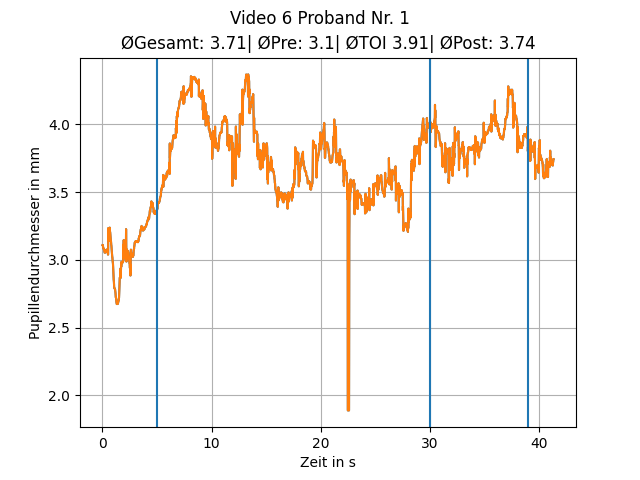 Video 6 Proband Nr. 1
ØGesamt: 3.71| ØPre: 3.1| ØTOI 3.91| ØPost: 3.74
4.0
3.5
3.0
2.5
2.0
Pupillendurchmesser in mm
0 10 20 30 40
Zeit in s